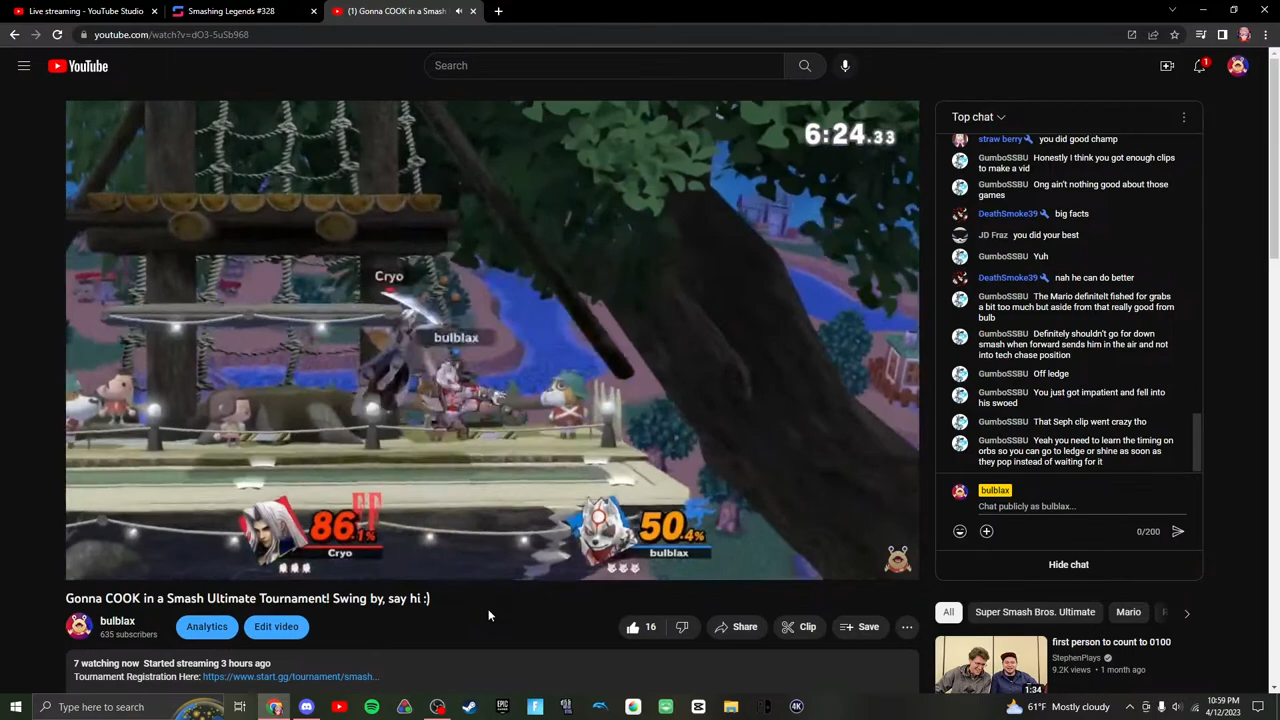 Live streaming - YouTube Studio
Smashing Legends #328
(1) Gonna COOK in a Smash
youtube.com/watch?v=dO3-5uSb968
YouTube
Search
1
6:24.33
Cryo
bulblax
86.1%
Cryo
50.4%
bulblax
Top chat
straw berry you did good champ
GumboSSBU Honestly I think you got enough clips
to make a vid
GumboSSBU Ong ain't nothing good about those
games
DeathSmoke39 big facts
JD Fraz you did your best
GumboSSBU Yuh
DeathSmoke39 nah he can do better
GumboSSBU The Mario definitelt fished for grabs
a bit too much but aside from that really good from
bulb
GumboSSBU Definitely shouldn't go for down
smash when forward sends him in the air and not
into tech chase position
GumboSSBU Off ledge
GumboSSBU You just got impatient and fell into
his swoed
GumboSSBU That Seph clip went crazy tho
GumboSSBU Yeah you need to learn the timing on
orbs so you can go to ledge or shine as soon as
they pop instead of waiting for it
bulblax
Chat publicly as bulblax...
0/200
Hide chat
Gonna COOK in a Smash Ultimate Tournament! Swing by, say hi :)
bulblax
635 subscribers
Analytics
Edit video
16
Share
Clip
Save
7 watching now Started streaming 3 hours ago
Tournament Registration Here: https://www.start.gg/tournament/smash...
All
Super Smash Bros. Ultimate
Mario
first person to count to 0100
StephenPlays
9.2K views • 1 month ago
1:34
Type here to search
61°F Mostly cloudy
10:59 PM
4/12/2023